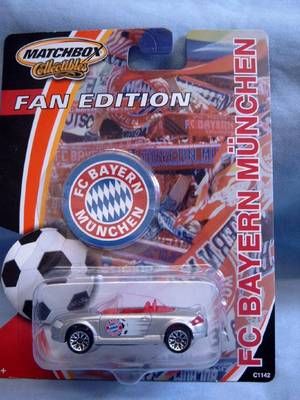 MATCHBOX
Collectibles
FAN EDITION
FC BAYERN MÜNCHEN
FC BAYERN
MÜNCHEN
C1142